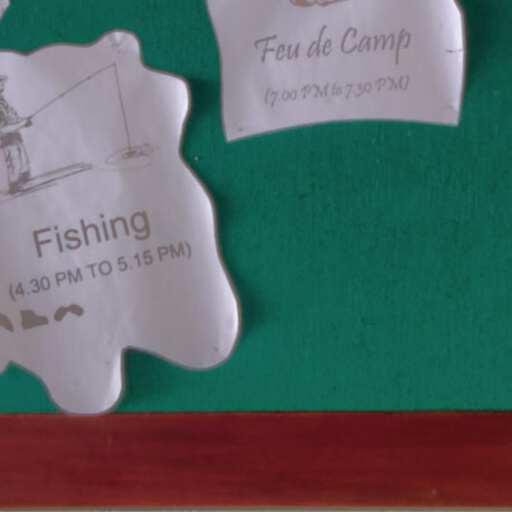 Feu de Camp
(7.00 PM to 7.30 PM)
Fishing
(4.30 PM TO 5.15 PM)